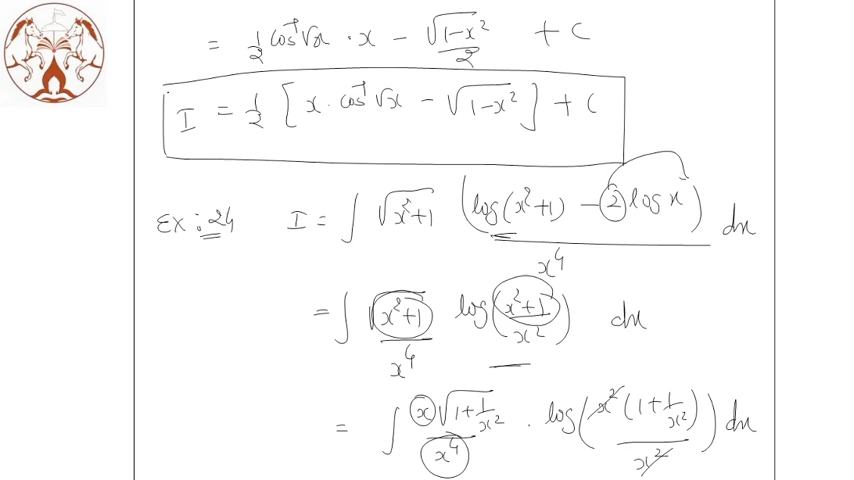 = 1/2 cos⁻¹√x · x − √(1−x²)/2 + C
I = 1/2 [x · cos⁻¹√x − √(1−x²)] + C
Ex: 24 I = ∫ √(x²+1) (log(x²+1) − 2 log x) / x⁴ dx
= ∫ √(x²+1) / x⁴ log((x²+1)/x²) dx
= ∫ x√(1+1/x²) / x⁴ · log(x²(1+1/x²)/x²) dx